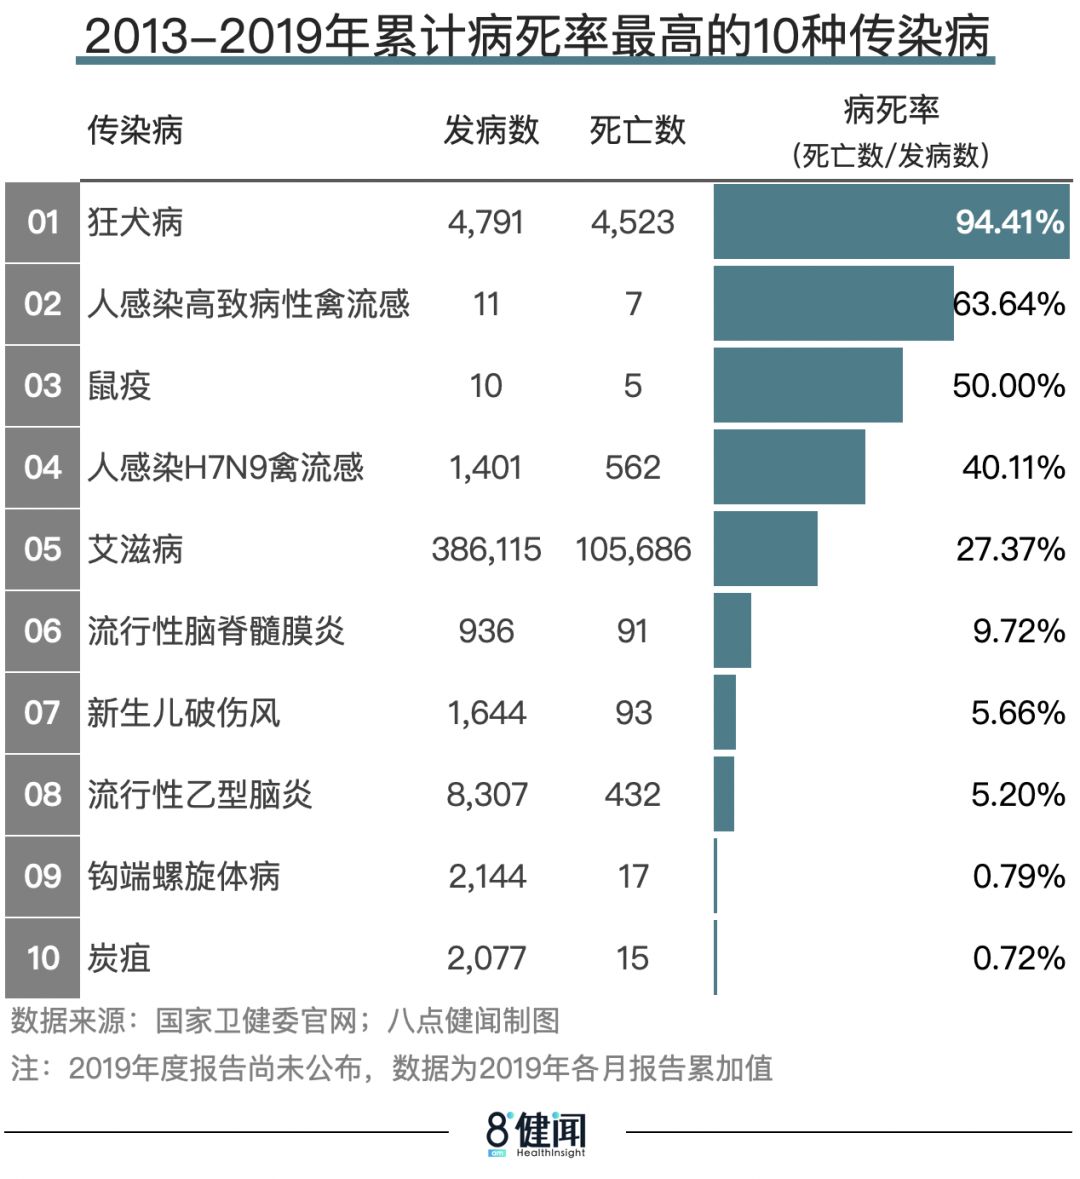 2013-2019年累计病死率最高的10种传染病
传染病 发病数 死亡数 病死率
(死亡数/发病数)
01 狂犬病 4,791 4,523 94.41%
02 人感染高致病性禽流感 11 7 63.64%
03 鼠疫 10 5 50.00%
04 人感染H7N9禽流感 1,401 562 40.11%
05 艾滋病 386,115 105,686 27.37%
06 流行性脑脊髓膜炎 936 91 9.72%
07 新生儿破伤风 1,644 93 5.66%
08 流行性乙型脑炎 8,307 432 5.20%
09 钩端螺旋体病 2,144 17 0.79%
10 炭疽 2,077 15 0.72%
数据来源：国家卫健委官网；八点健闻制图
注：2019年度报告尚未公布，数据为2019年各月报告累加值
8健闻
am HealthInsight